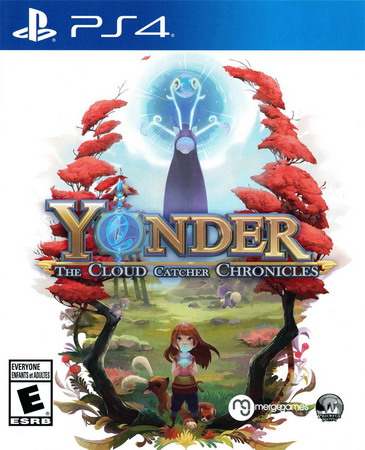 PS4
YONDER
THE CLOUD CATCHER CHRONICLES
EVERYONE
ENFANTS et ADULTES
E
ESRB
mergegames